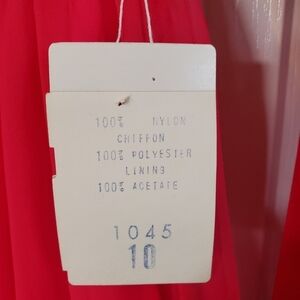 100% NYLON
CHIFFON
100% POLYESTER
LINING
100% ACETATE
1045
10